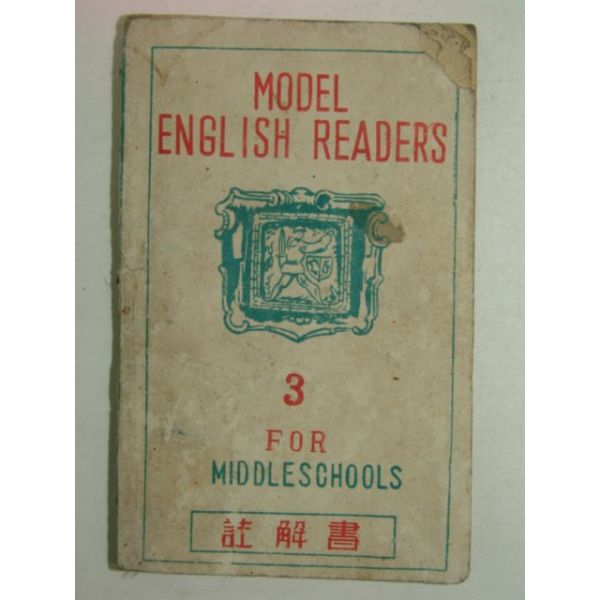 MODEL
ENGLISH READERS
3
FOR
MIDDLESCHOOLS
註解書